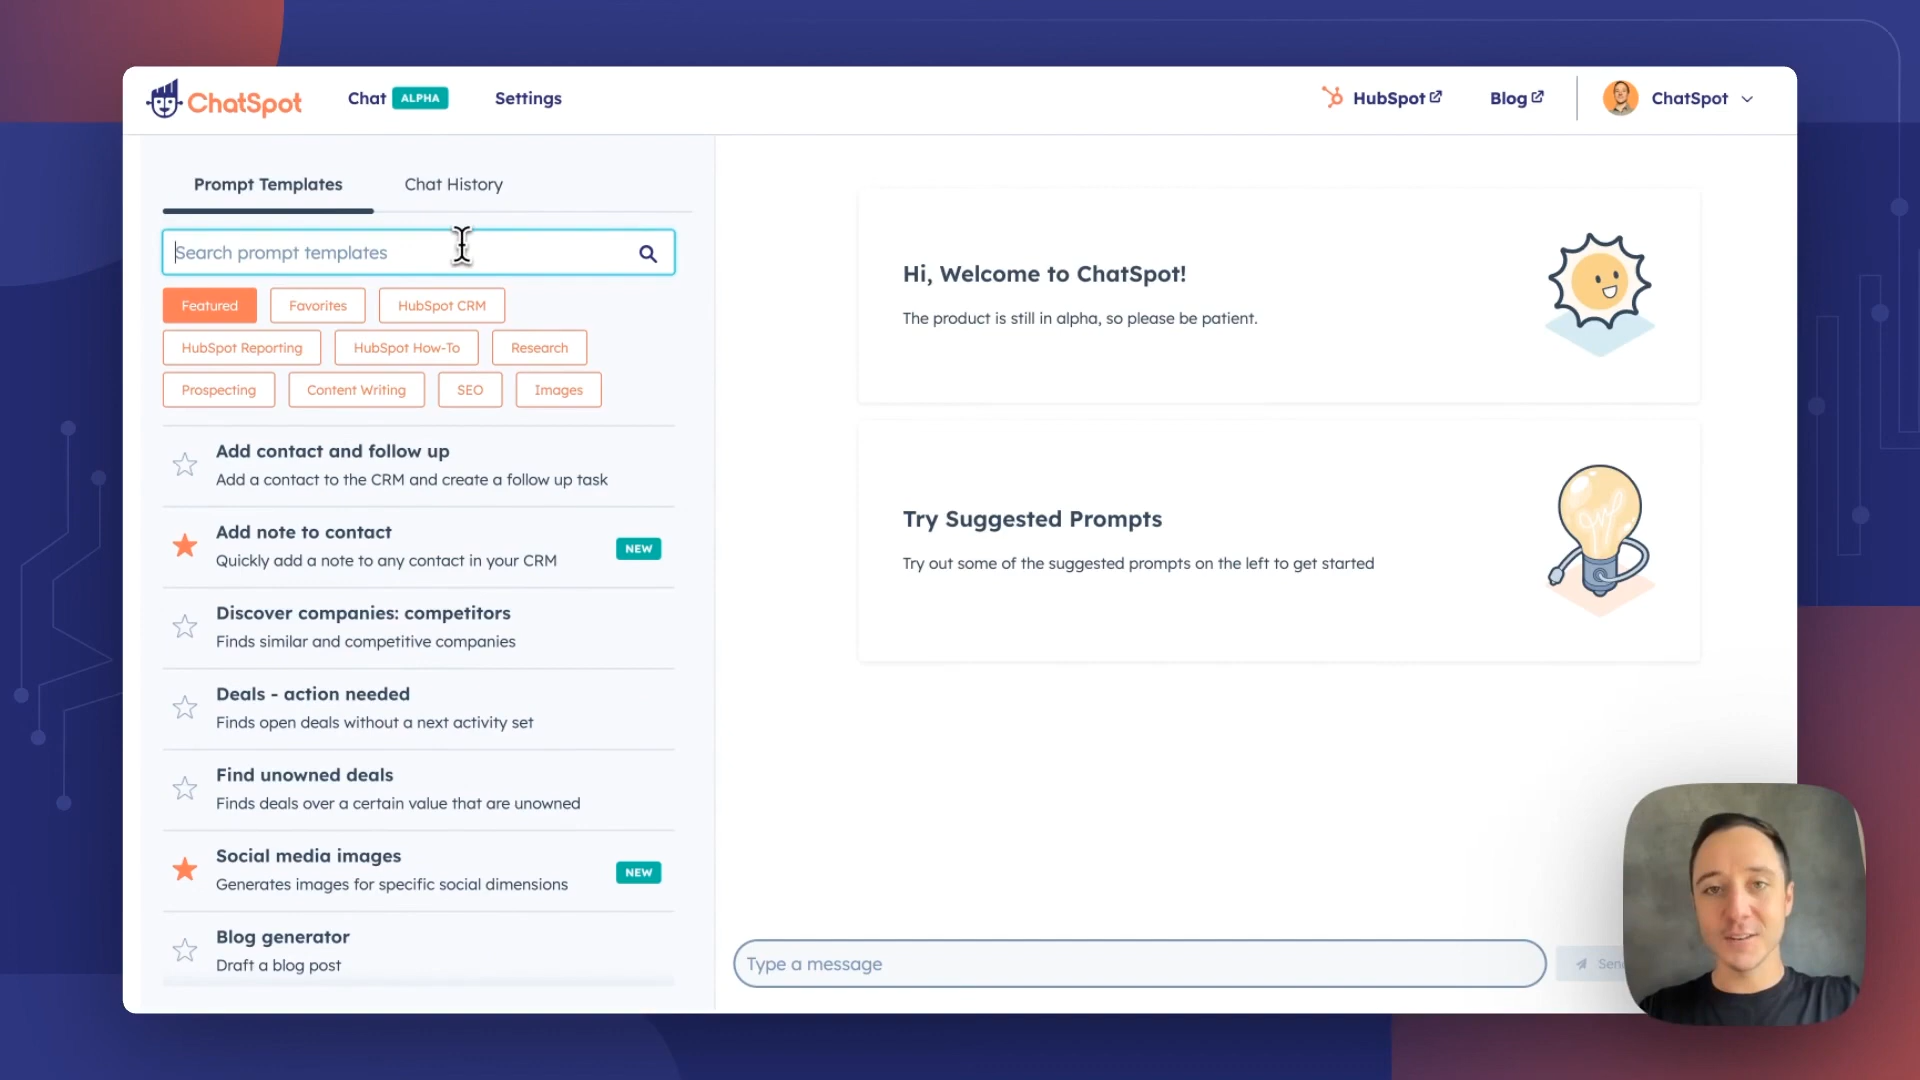 ChatSpot
Chat ALPHA
Settings
HubSpot
Blog
ChatSpot
Prompt Templates
Chat History
Search prompt templates
Featured
Favorites
HubSpot CRM
HubSpot Reporting
HubSpot How-To
Research
Prospecting
Content Writing
SEO
Images
Add contact and follow up
Add a contact to the CRM and create a follow up task
Add note to contact
Quickly add a note to any contact in your CRM
NEW
Discover companies: competitors
Finds similar and competitive companies
Deals - action needed
Finds open deals without a next activity set
Find unowned deals
Finds deals over a certain value that are unowned
Social media images
Generates images for specific social dimensions
NEW
Blog generator
Draft a blog post
Hi, Welcome to ChatSpot!
The product is still in alpha, so please be patient.
Try Suggested Prompts
Try out some of the suggested prompts on the left to get started
Type a message